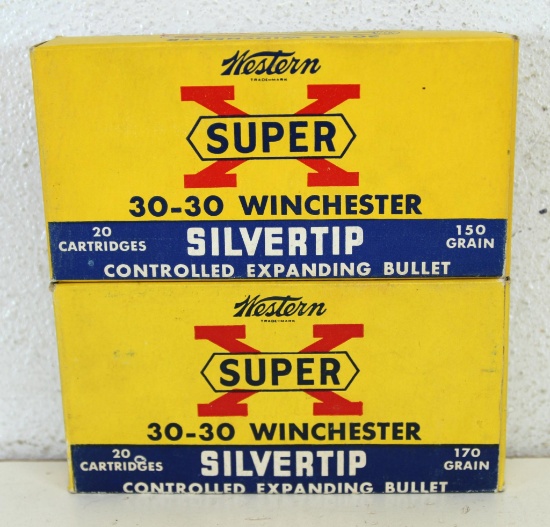 Western
TRADEMARK
X
SUPER
30-30 WINCHESTER
20 CARTRIDGES
SILVERTIP
150 GRAIN
CONTROLLED EXPANDING BULLET
Western
TRADEMARK
X
SUPER
30-30 WINCHESTER
20 CARTRIDGES
SILVERTIP
170 GRAIN
CONTROLLED EXPANDING BULLET